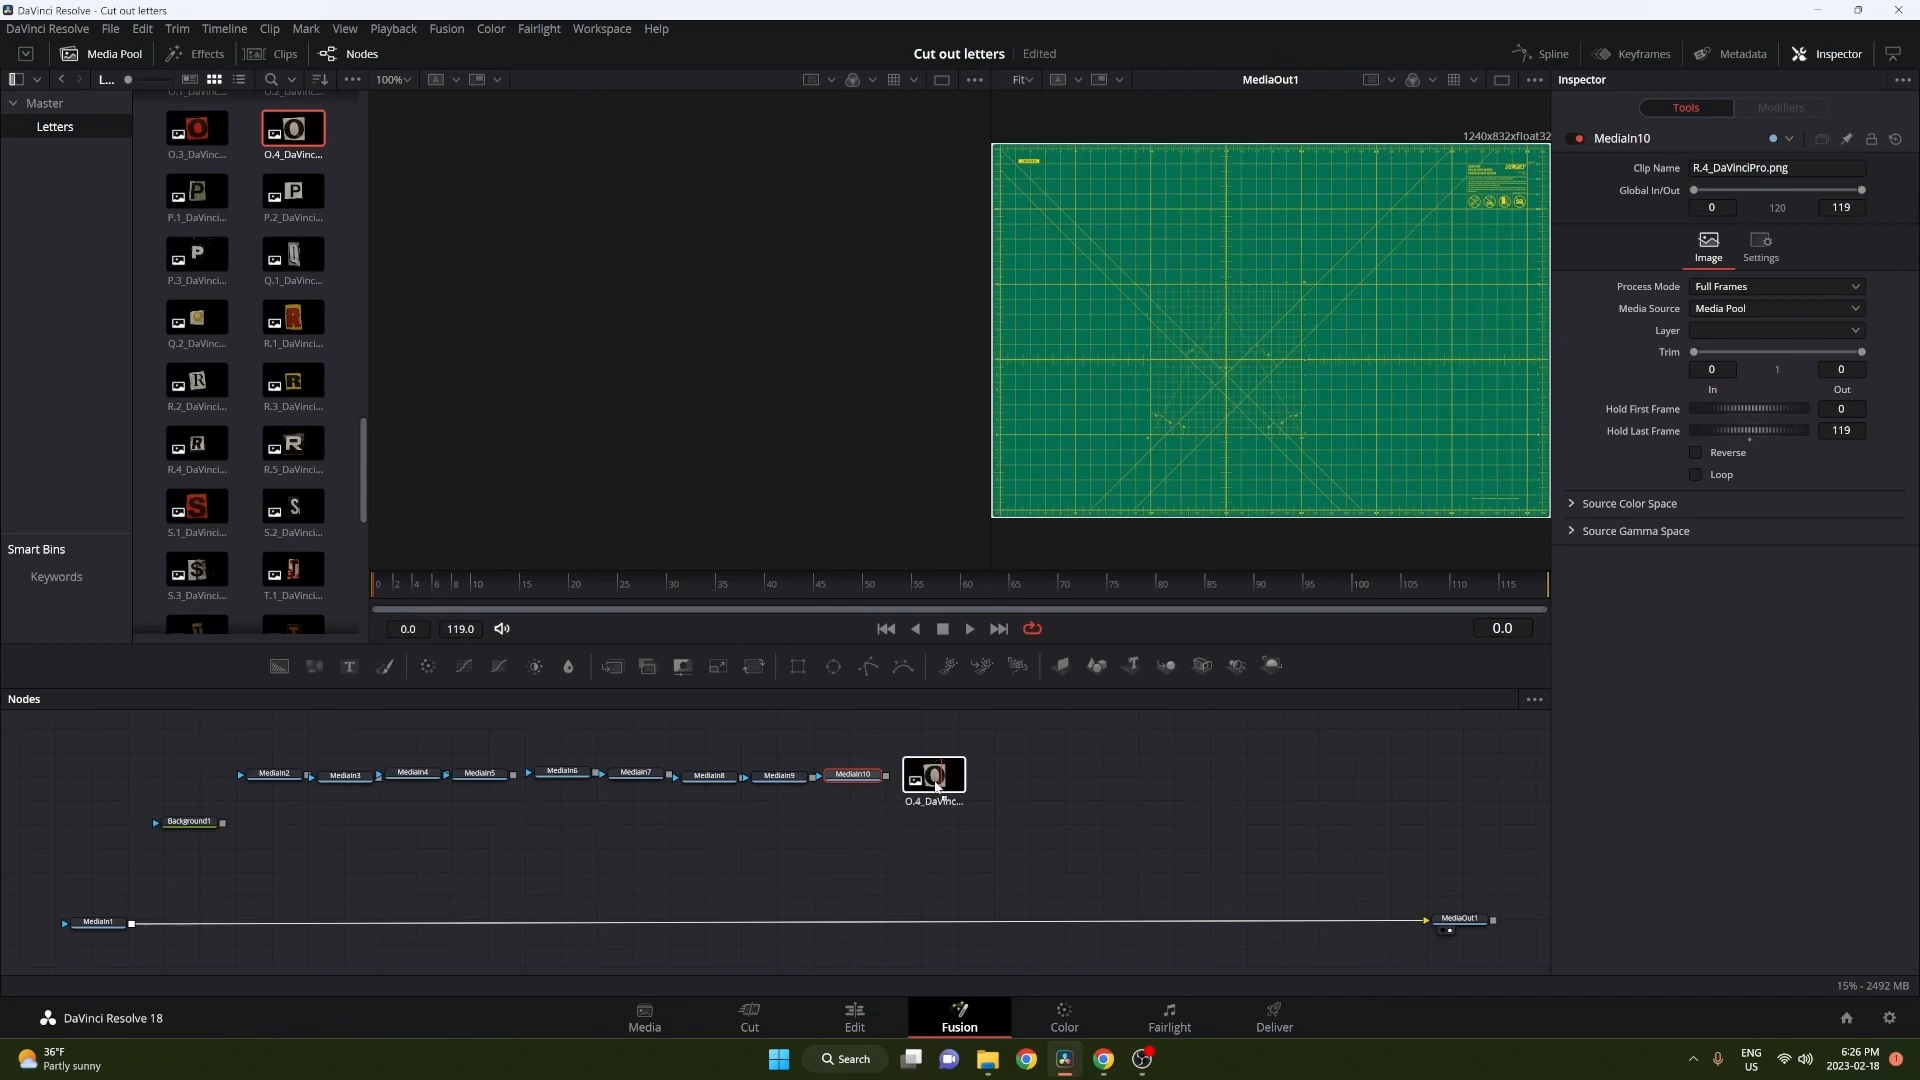 DaVinci Resolve - Cut out letters
DaVinci Resolve File Edit Trim Timeline Clip Mark View Playback Fusion Color Fairlight Workspace Help
Media Pool Effects Clips Nodes Cut out letters Edited Spline Keyframes Metadata Inspector
L... 100% Fit MediaOut1 Inspector
Master
Letters
Tools Modifiers
1240x832xfloat32
MediaIn10
O.3_DaVinc... O.4_DaVinc...
Clip Name R.4_DaVinciPro.png
Global In/Out
0 120 119
P.1_DaVinci... P.2_DaVinci...
Image Settings
P.3_DaVinci... Q.1_DaVinc...
Process Mode Full Frames
Media Source Media Pool
Layer
Q.2_DaVinc... R.1_DaVinci...
Trim
0 1 0
In Out
R.2_DaVinci... R.3_DaVinci...
Hold First Frame 0
Hold Last Frame 119
Reverse
R.4_DaVinci... R.5_DaVinci...
Loop
Source Color Space
S.1_DaVinci... S.2_DaVinci...
Source Gamma Space
Smart Bins
Keywords
S.3_DaVinci... T.1_DaVinci...
0 2 4 6 8 10 15 20 25 30 35 40 45 50 55 60 65 70 75 80 85 90 95 100 105 110 115
0.0 119.0 0.0
Nodes
MediaIn2 MediaIn3 MediaIn4 MediaIn5 MediaIn6 MediaIn7 MediaIn8 MediaIn9 MediaIn10
O.4_DaVinc...
Background1
MediaIn1 MediaOut1
15% - 2492 MB
DaVinci Resolve 18
Media Cut Edit Fusion Color Fairlight Deliver
36°F
Partly sunny
Search
ENG
US
6:26 PM
2023-02-18
1